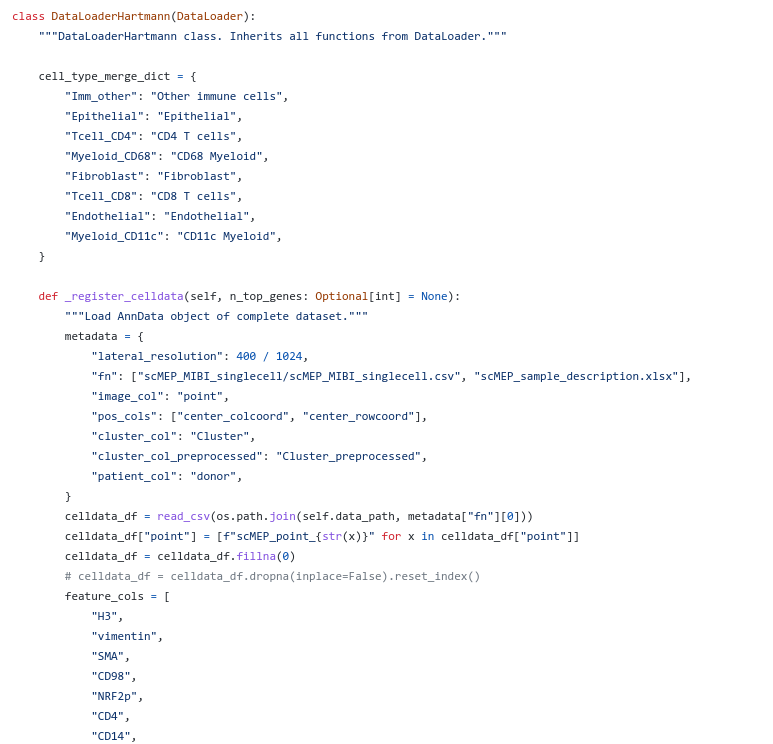 class DataLoaderHartmann(DataLoader):
    """DataLoaderHartmann class. Inherits all functions from DataLoader."""

    cell_type_merge_dict = {
        "Imm_other": "Other immune cells",
        "Epithelial": "Epithelial",
        "Tcell_CD4": "CD4 T cells",
        "Myeloid_CD68": "CD68 Myeloid",
        "Fibroblast": "Fibroblast",
        "Tcell_CD8": "CD8 T cells",
        "Endothelial": "Endothelial",
        "Myeloid_CD11c": "CD11c Myeloid",
    }

    def _register_celldata(self, n_top_genes: Optional[int] = None):
        """Load AnnData object of complete dataset."""
        metadata = {
            "lateral_resolution": 400 / 1024,
            "fn": ["scMEP_MIBI_singlecell/scMEP_MIBI_singlecell.csv", "scMEP_sample_description.xlsx"],
            "image_col": "point",
            "pos_cols": ["center_colcoord", "center_rowcoord"],
            "cluster_col": "Cluster",
            "cluster_col_preprocessed": "Cluster_preprocessed",
            "patient_col": "donor",
        }
        celldata_df = read_csv(os.path.join(self.data_path, metadata["fn"][0]))
        celldata_df["point"] = [f"scMEP_point_{str(x)}" for x in celldata_df["point"]]
        celldata_df = celldata_df.fillna(0)
        # celldata_df = celldata_df.dropna(inplace=False).reset_index()
        feature_cols = [
            "H3",
            "vimentin",
            "SMA",
            "CD98",
            "NRF2p",
            "CD4",
            "CD14",